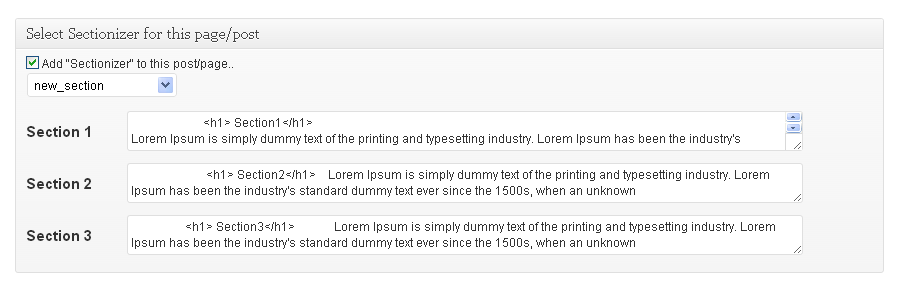 Select Sectionizer for this page/post
Add "Sectionizer" to this post/page..
new_section
Section 1
<h1> Section1</h1>
Lorem Ipsum is simply dummy text of the printing and typesetting industry. Lorem Ipsum has been the industry's
Section 2
<h1> Section2</h1> Lorem Ipsum is simply dummy text of the printing and typesetting industry. Lorem
Ipsum has been the industry's standard dummy text ever since the 1500s, when an unknown
Section 3
<h1> Section3</h1> Lorem Ipsum is simply dummy text of the printing and typesetting industry. Lorem
Ipsum has been the industry's standard dummy text ever since the 1500s, when an unknown